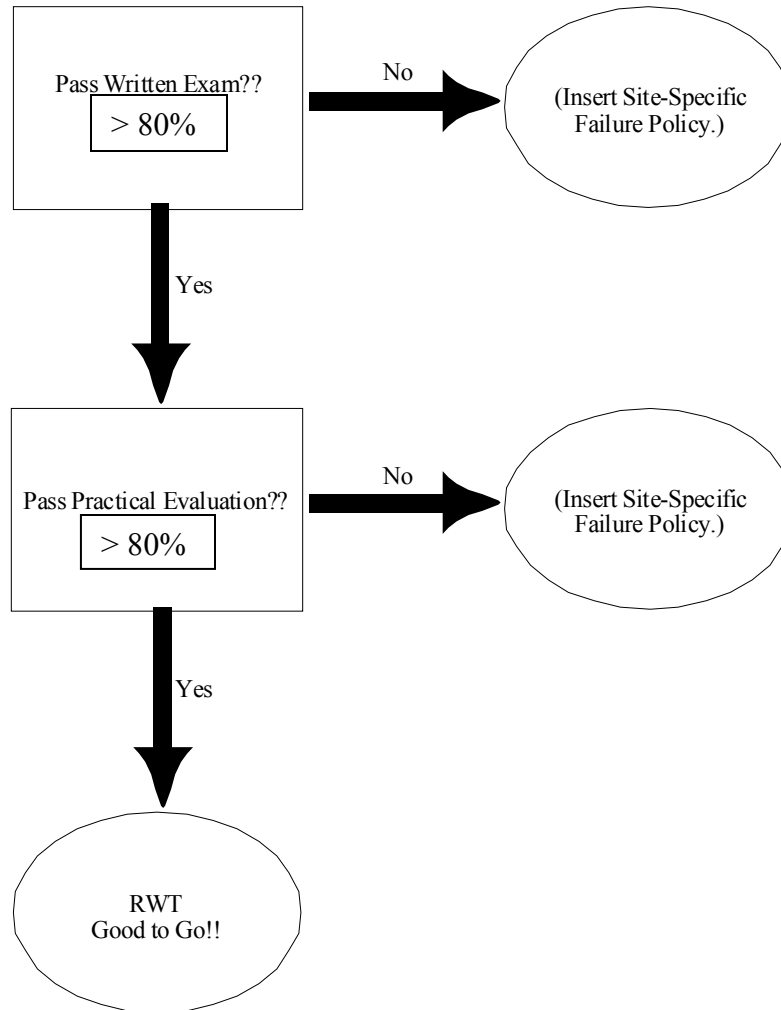 Pass Written Exam??
> 80%
No
(Insert Site-Specific
Failure Policy.)
Yes
Pass Practical Evaluation??
> 80%
No
(Insert Site-Specific
Failure Policy.)
Yes
RWT
Good to Go!!